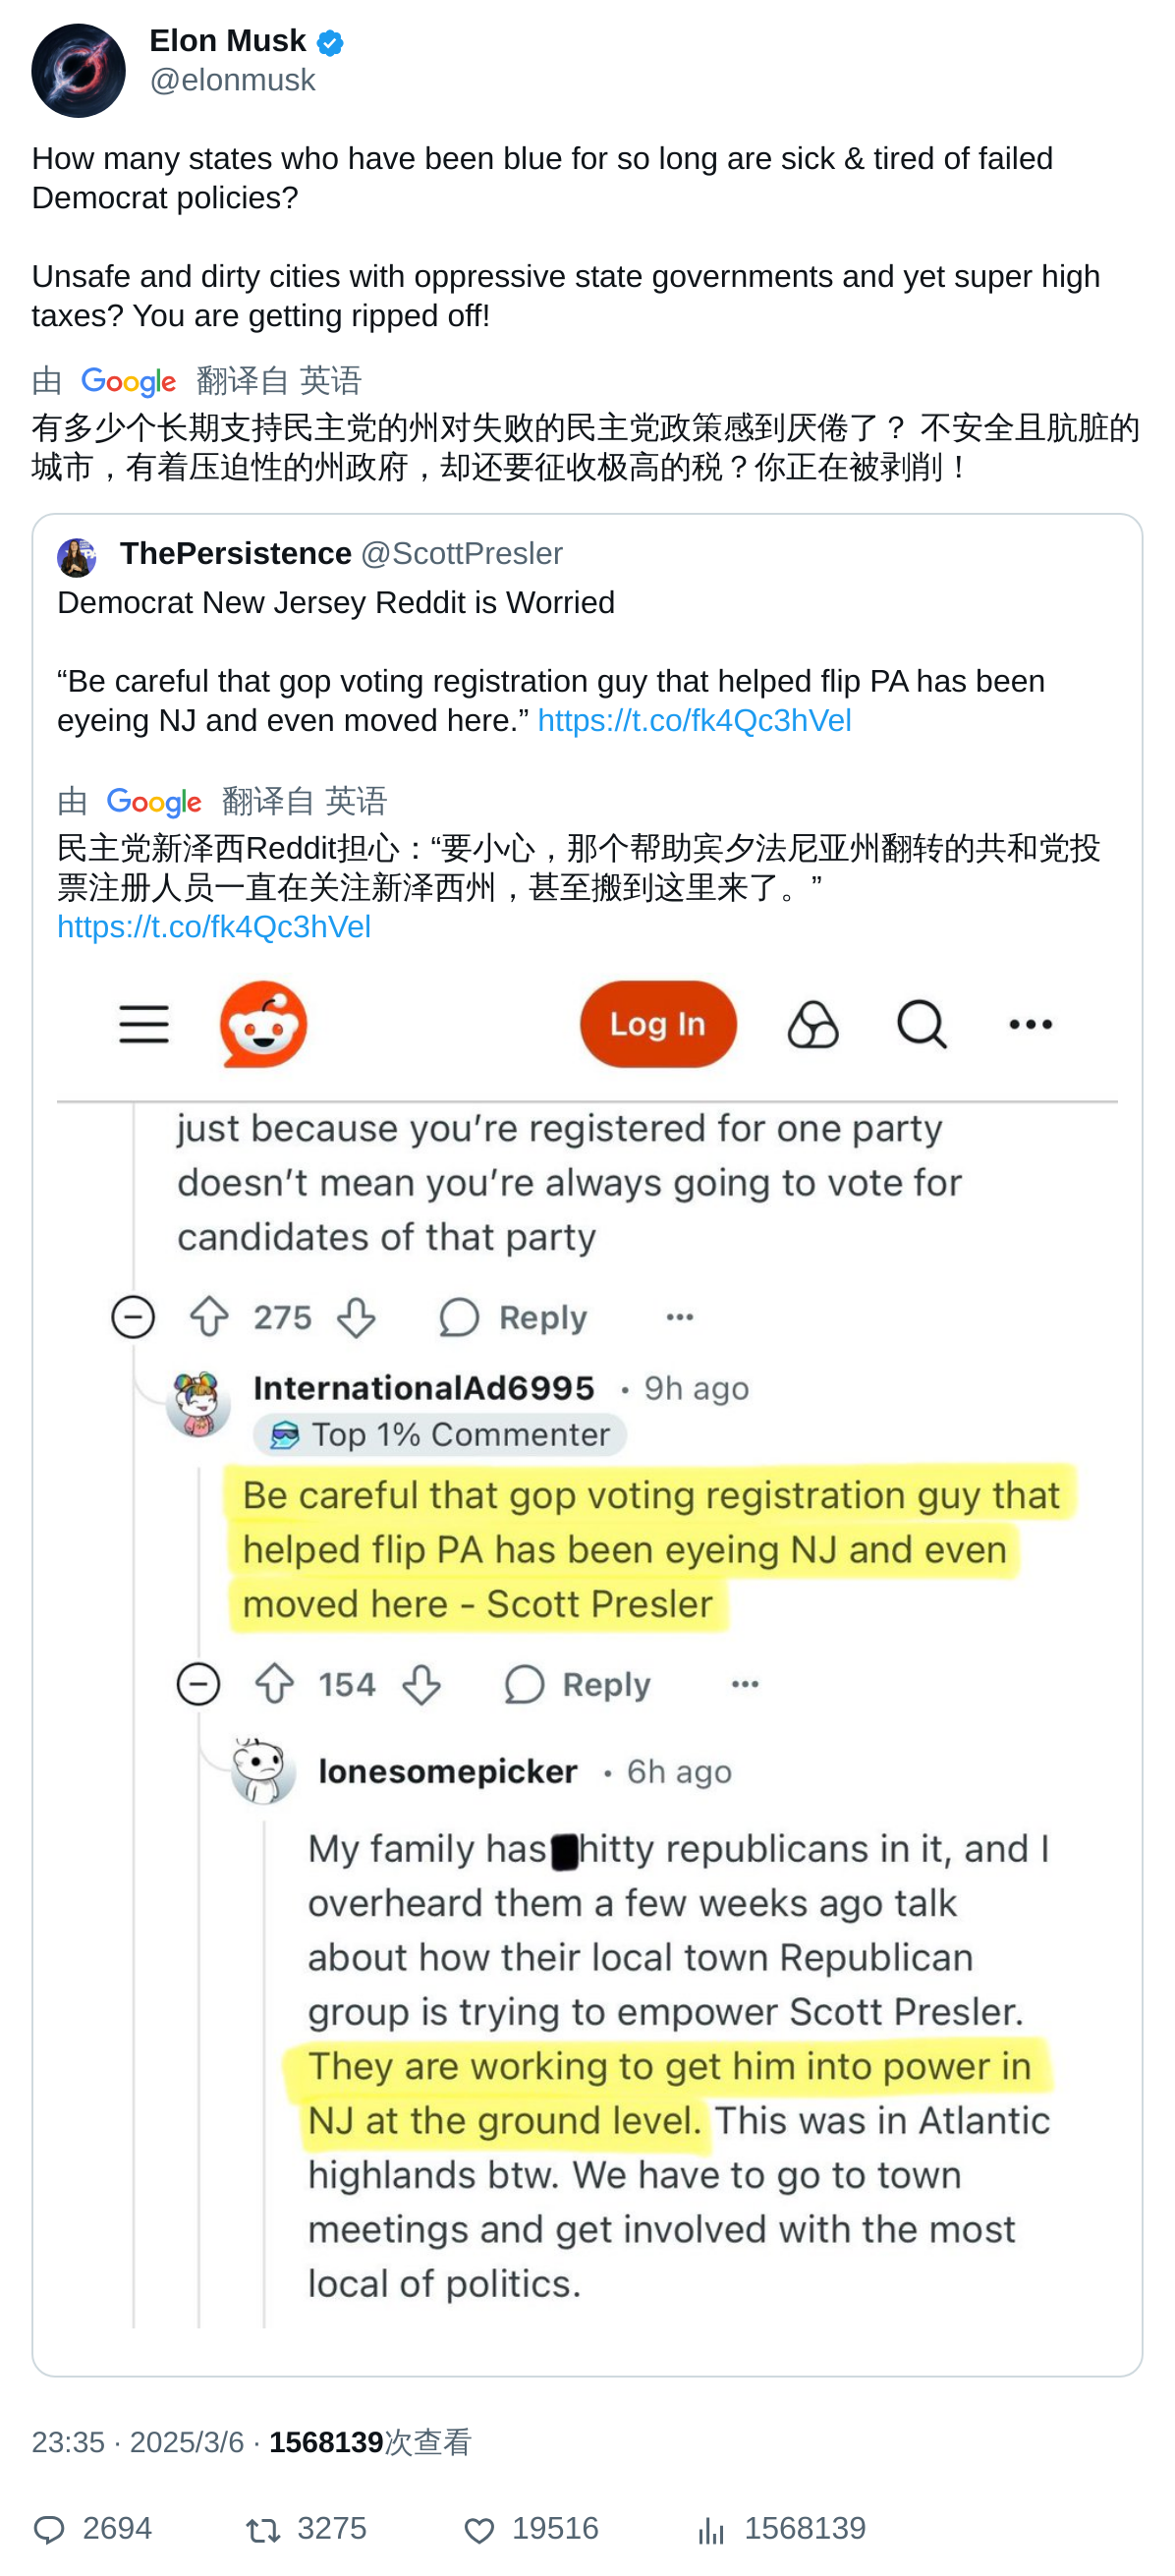 Elon Musk
@elonmusk
How many states who have been blue for so long are sick & tired of failed
Democrat policies?
Unsafe and dirty cities with oppressive state governments and yet super high
taxes? You are getting ripped off!
由 Google 翻译自 英语
有多少个长期支持民主党的州对失败的民主党政策感到厌倦了？ 不安全且肮脏的
城市，有着压迫性的州政府，却还要征收极高的税？你正在被剥削！
ThePersistence @ScottPresler
Democrat New Jersey Reddit is Worried
“Be careful that gop voting registration guy that helped flip PA has been
eyeing NJ and even moved here.” https://t.co/fk4Qc3hVel
由 Google 翻译自 英语
民主党新泽西Reddit担心：“要小心，那个帮助宾夕法尼亚州翻转的共和党投
票注册人员一直在关注新泽西州，甚至搬到这里来了。”
https://t.co/fk4Qc3hVel
Log In
just because you’re registered for one party
doesn’t mean you’re always going to vote for
candidates of that party
275 Reply
InternationalAd6995 · 9h ago
Top 1% Commenter
Be careful that gop voting registration guy that
helped flip PA has been eyeing NJ and even
moved here - Scott Presler
154 Reply
lonesomepicker · 6h ago
My family has hitty republicans in it, and I
overheard them a few weeks ago talk
about how their local town Republican
group is trying to empower Scott Presler.
They are working to get him into power in
NJ at the ground level. This was in Atlantic
highlands btw. We have to go to town
meetings and get involved with the most
local of politics.
23:35 · 2025/3/6 · 1568139次查看
2694 3275 19516 1568139